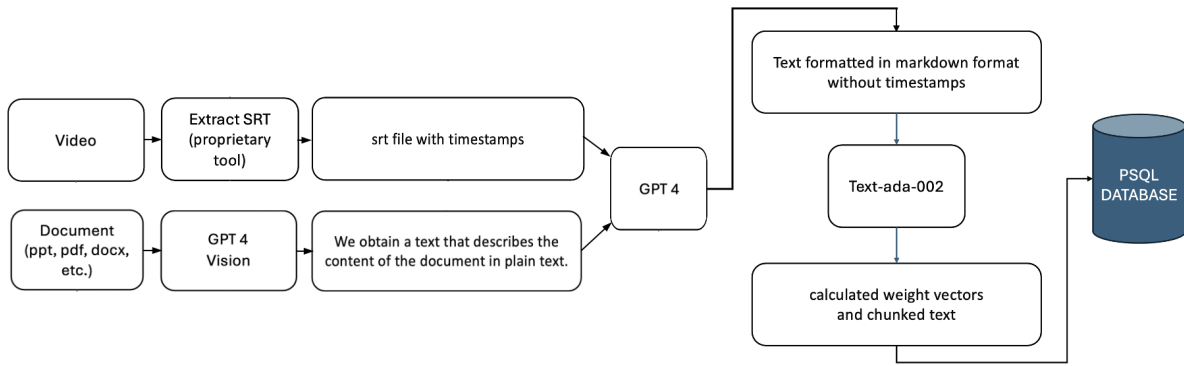 Video
Extract SRT
(proprietary
tool)
srt file with timestamps
Document
(ppt, pdf, docx,
etc.)
GPT 4
Vision
We obtain a text that describes the
content of the document in plain text.
GPT 4
Text formatted in markdown format
without timestamps
Text-ada-002
calculated weight vectors
and chunked text
PSQL
DATABASE